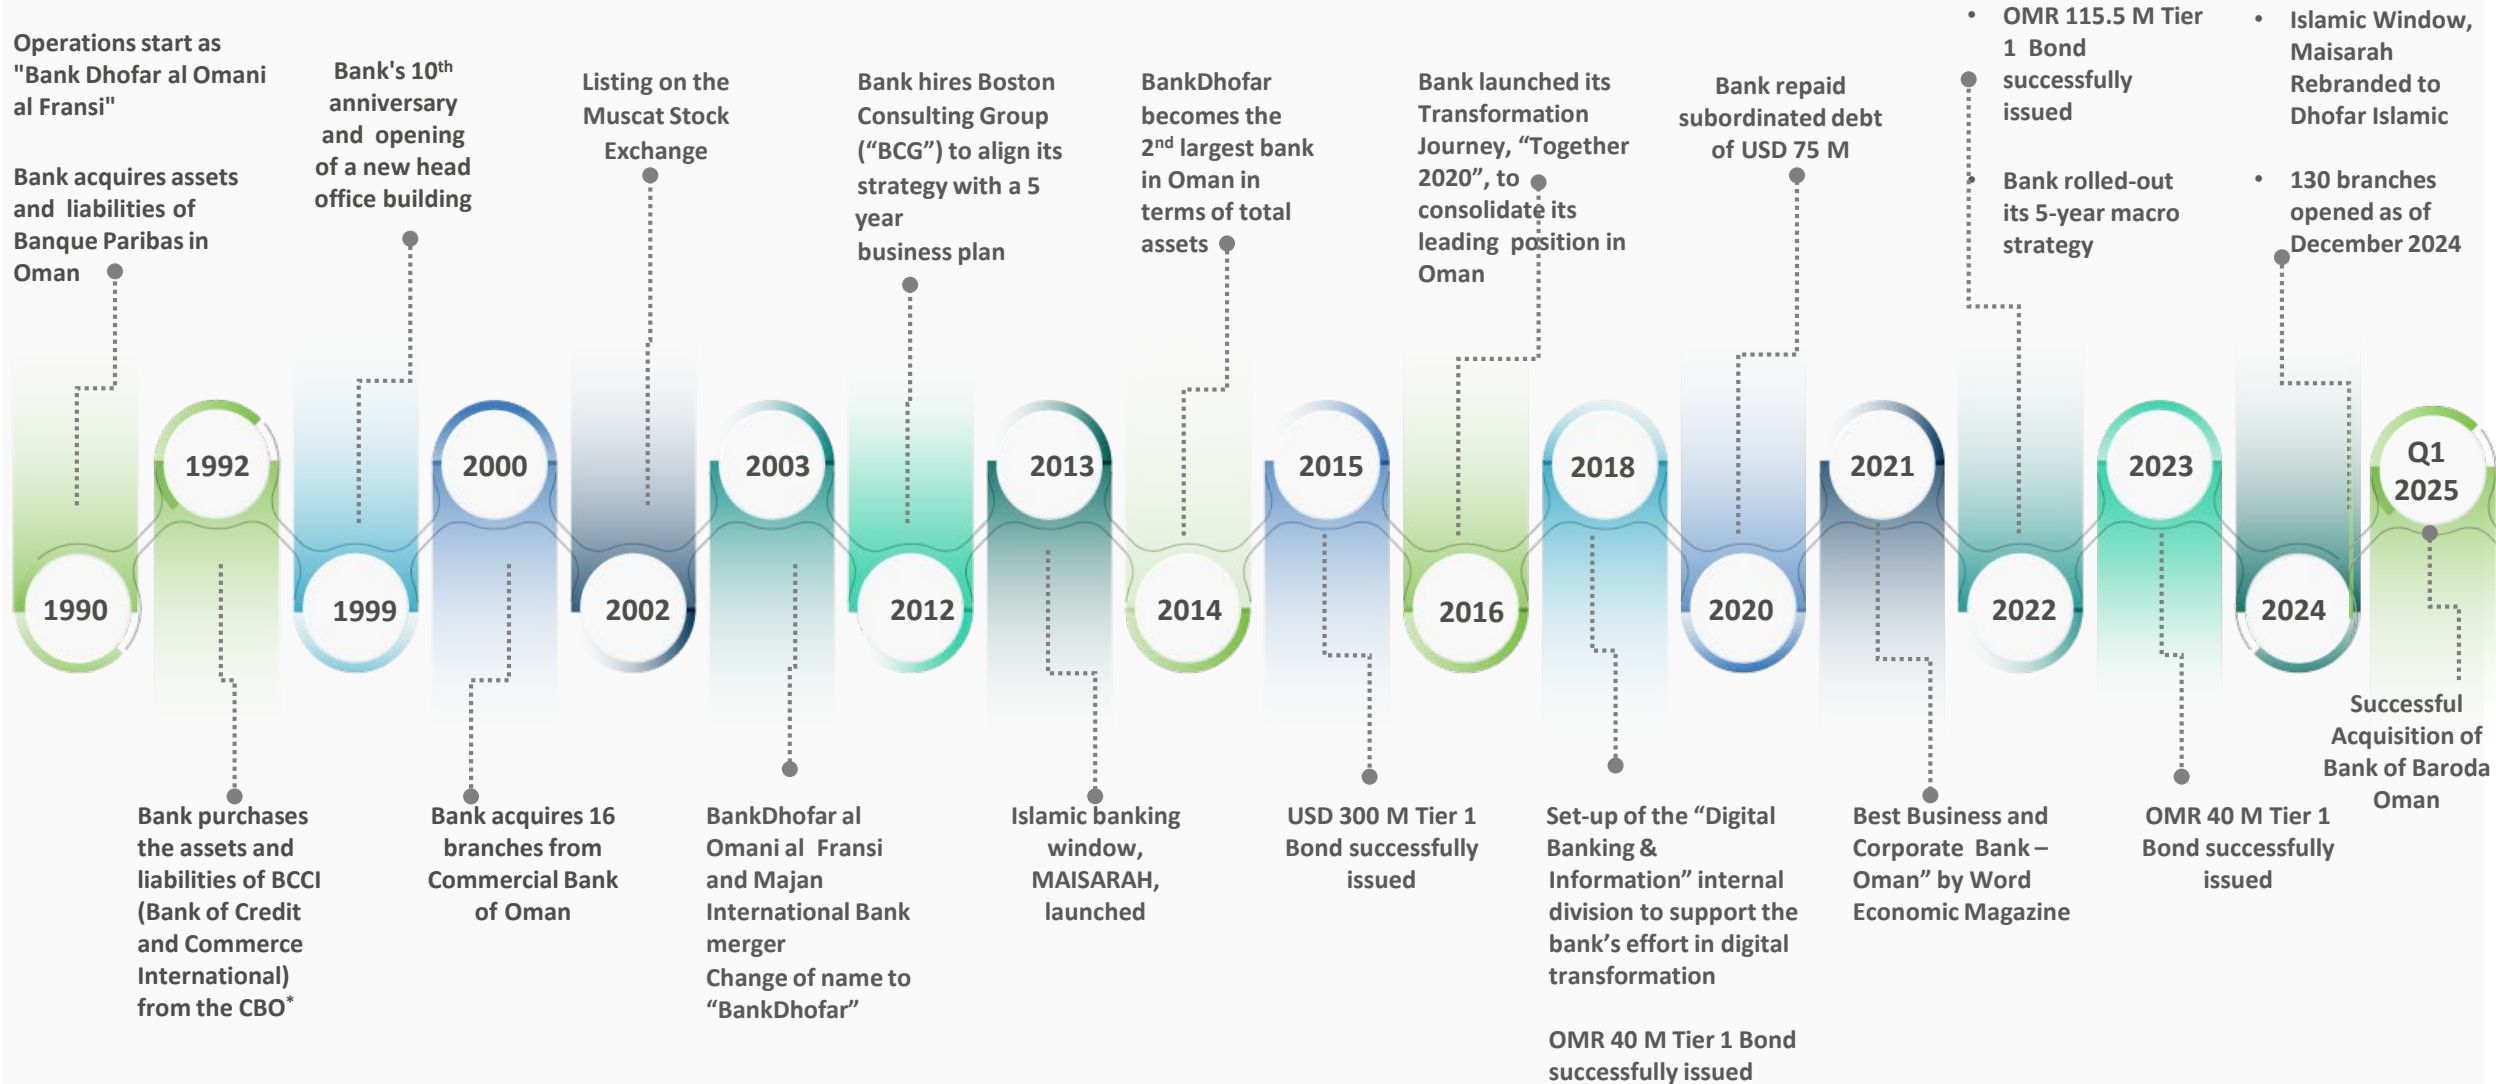 Operations start as
"Bank Dhofar al Omani
al Fransi"
Bank acquires assets
and liabilities of
Banque Paribas in
Oman
Bank's 10th
anniversary
and opening
of a new head
office building
Listing on the
Muscat Stock
Exchange
Bank hires Boston
Consulting Group
(“BCG”) to align its
strategy with a 5
year
business plan
BankDhofar
becomes the
2nd largest bank
in Oman in
terms of total
assets
Bank launched its
Transformation
Journey, “Together
2020”, to
consolidate its
leading position in
Oman
Bank repaid
subordinated debt
of USD 75 M
• OMR 115.5 M Tier
1 Bond
successfully
issued
• Bank rolled-out
its 5-year macro
strategy
• Islamic Window,
Maisarah
Rebranded to
Dhofar Islamic
• 130 branches
opened as of
December 2024
1992
2000
2003
2013
2015
2018
2021
2023
Q1
2025
1990
1999
2002
2012
2014
2016
2020
2022
2024
Bank purchases
the assets and
liabilities of BCCI
(Bank of Credit
and Commerce
International)
from the CBO*
Bank acquires 16
branches from
Commercial Bank
of Oman
BankDhofar al
Omani al Fransi
and Majan
International Bank
merger
Change of name to
“BankDhofar”
Islamic banking
window,
MAISARAH,
launched
USD 300 M Tier 1
Bond successfully
issued
Set-up of the “Digital
Banking &
Information” internal
division to support the
bank’s effort in digital
transformation
OMR 40 M Tier 1 Bond
successfully issued
Best Business and
Corporate Bank –
Oman” by Word
Economic Magazine
OMR 40 M Tier 1
Bond successfully
issued
Successful
Acquisition of
Bank of Baroda
Oman